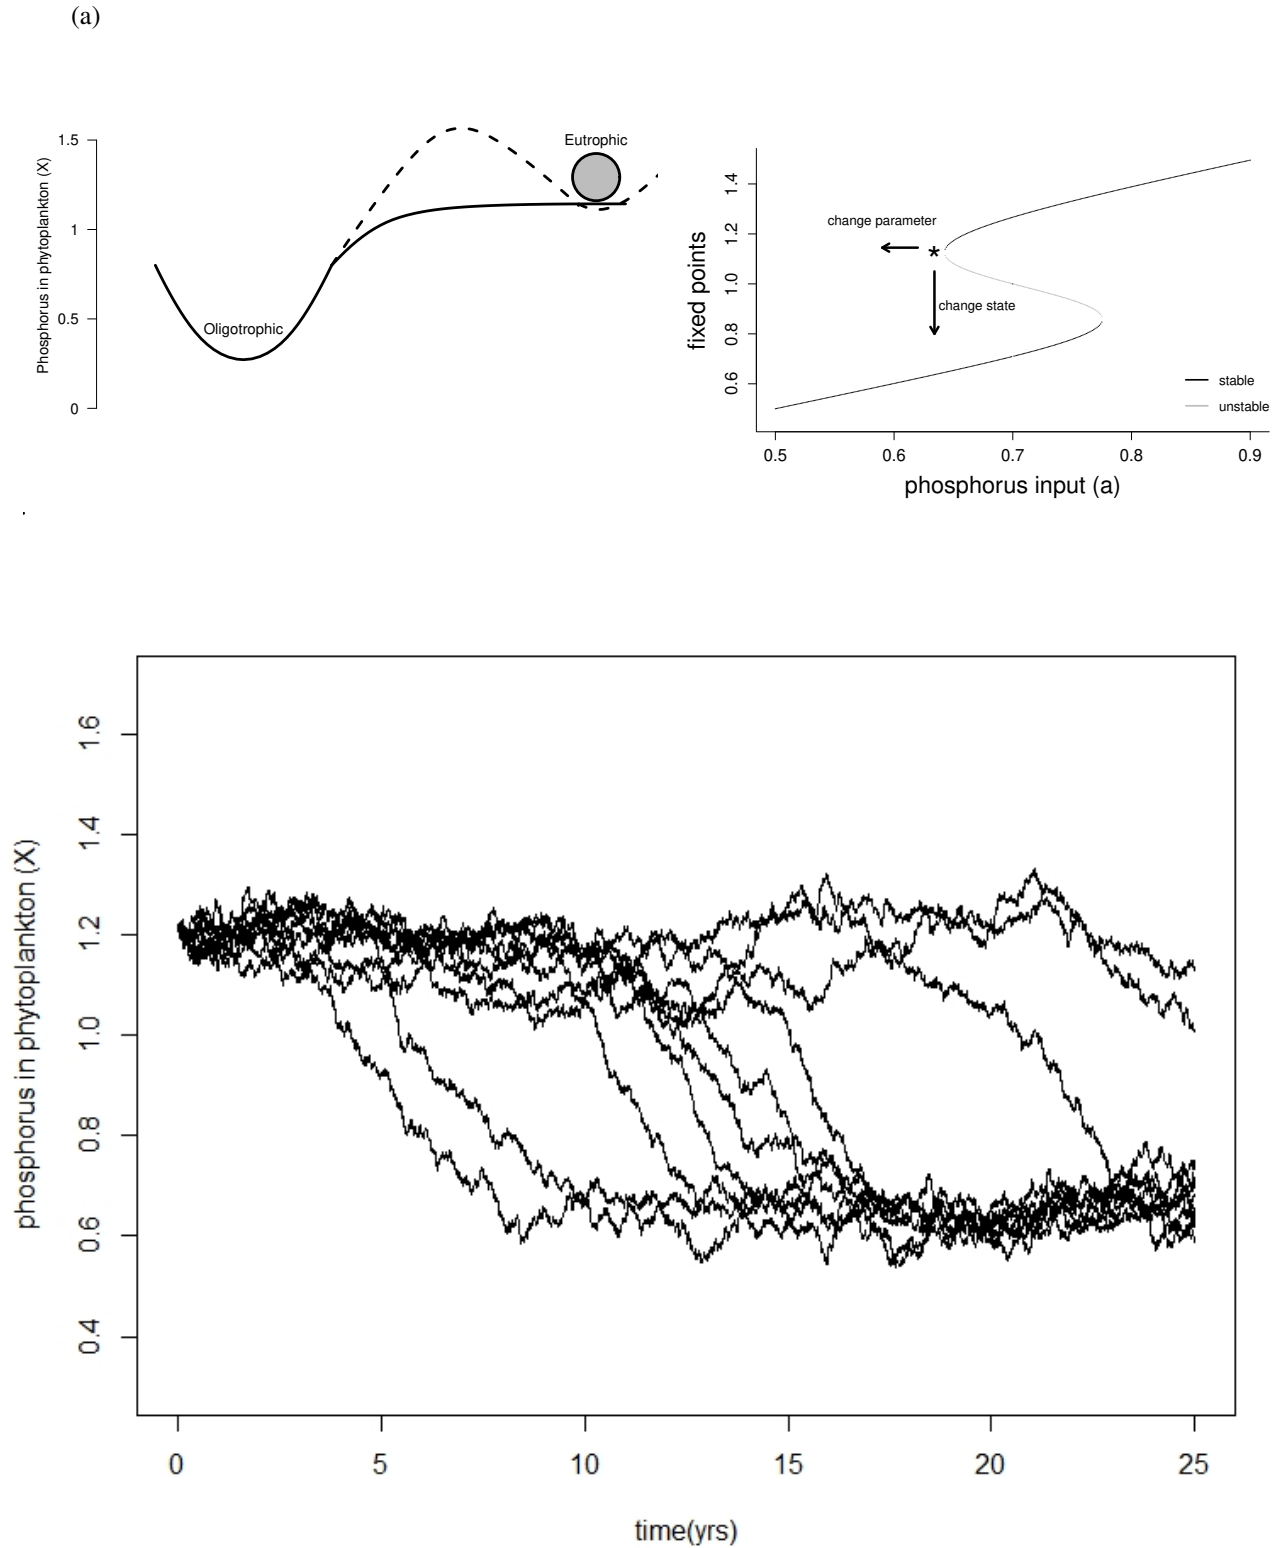 (a)
Phosphorus in phytoplankton (X)
1.5
1
0.5
0
Eutrophic
Oligotrophic
fixed points
1.4
1.2
1.0
0.8
0.6
change parameter
*
change state
stable
unstable
0.5 0.6 0.7 0.8 0.9
phosphorus input (a)
phosphorus in phytoplankton (X)
1.6
1.4
1.2
1.0
0.8
0.6
0.4
0 5 10 15 20 25
time(yrs)